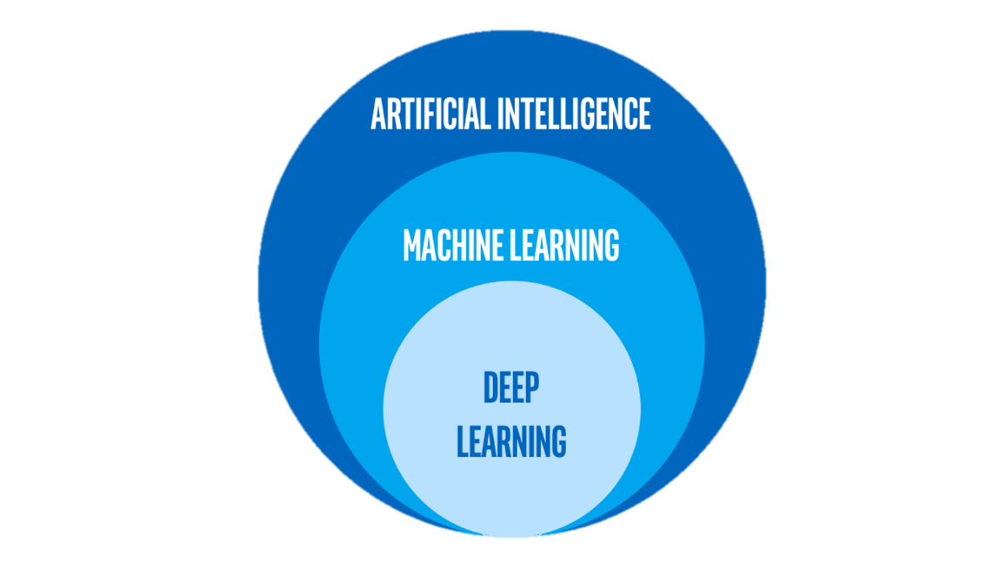 ARTIFICIAL INTELLIGENCE
MACHINE LEARNING
DEEP
LEARNING